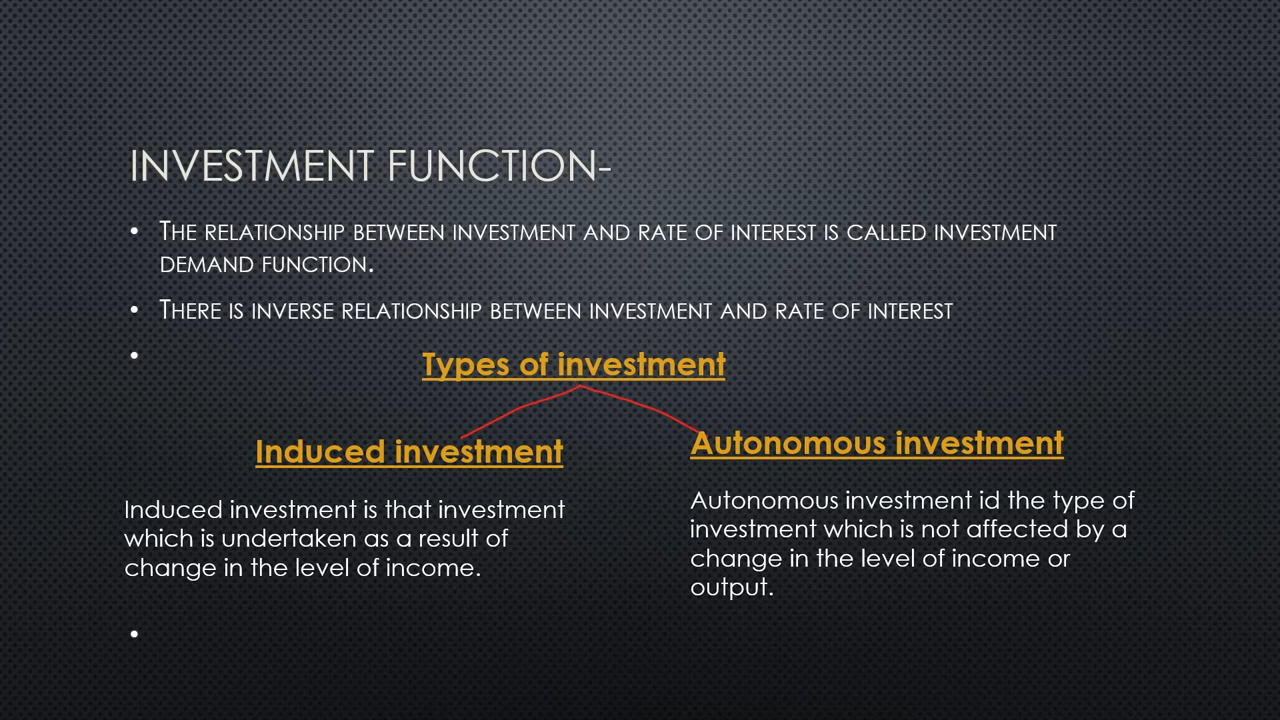 INVESTMENT FUNCTION-
• THE RELATIONSHIP BETWEEN INVESTMENT AND RATE OF INTEREST IS CALLED INVESTMENT
DEMAND FUNCTION.
• THERE IS INVERSE RELATIONSHIP BETWEEN INVESTMENT AND RATE OF INTEREST
Types of investment
Induced investment
Induced investment is that investment
which is undertaken as a result of
change in the level of income.
Autonomous investment
Autonomous investment id the type of
investment which is not affected by a
change in the level of income or
output.